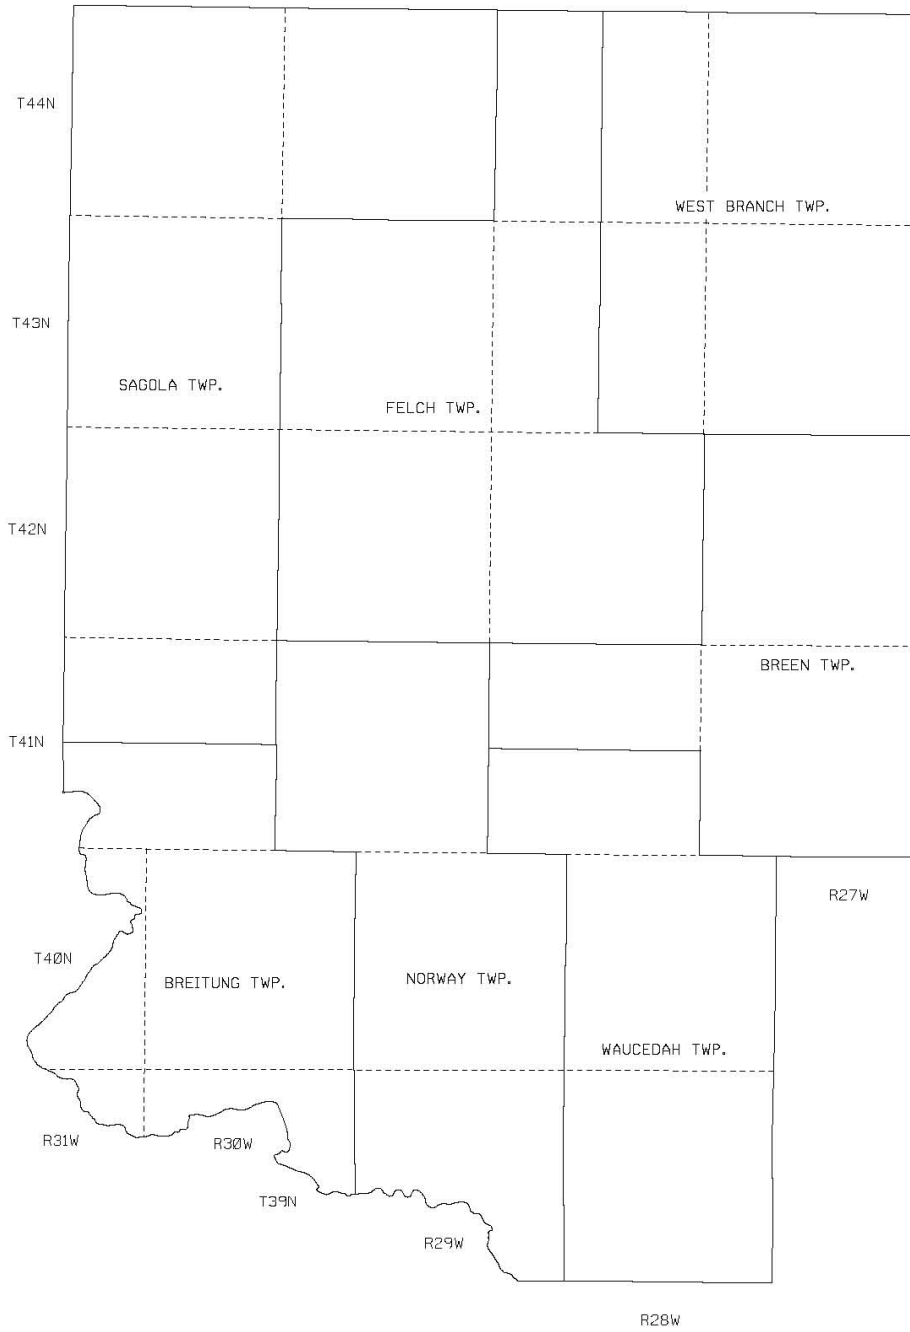 T44N
WEST BRANCH TWP.
T43N
SAGOLA TWP.
FELCH TWP.
T42N
BREEN TWP.
T41N
R27W
T40N
BREITUNG TWP.
NORWAY TWP.
WAUCEDAH TWP.
R31W
R30W
T39N
R29W
R28W